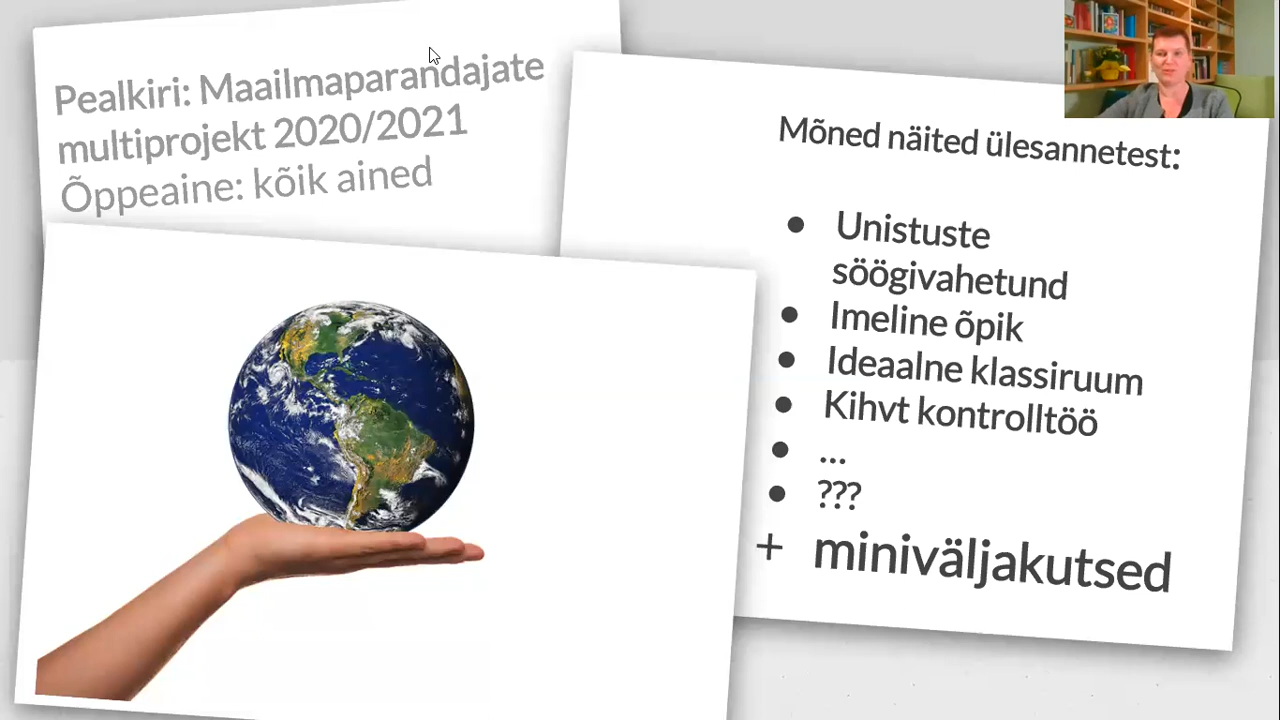 Pealkiri: Maailmaparandajate
multiprojekt 2020/2021
Õppeaine: kõik ained
Mõned näited ülesannetest:
● Unistuste
söögivahetund
● Imeline õpik
● Ideaalne klassiruum
● Kihvt kontrolltöö
● ...
● ???
+ miniväljakutsed